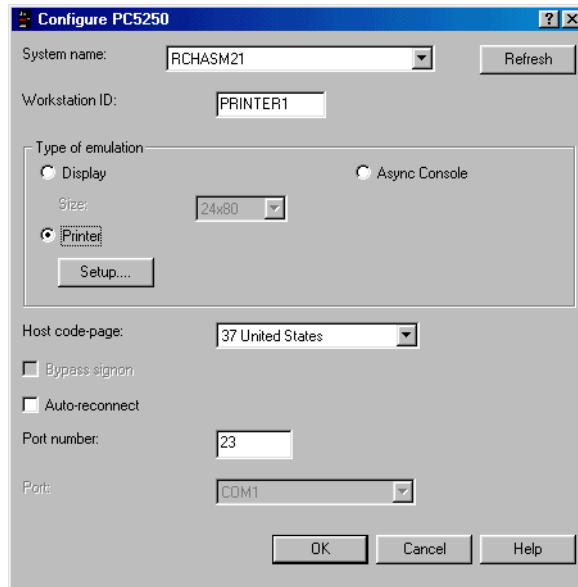 Configure PC5250
System name:
RCHASM21
Refresh
Workstation ID:
PRINTER1
Type of emulation
Display
Async Console
Size:
24x80
Printer
Setup....
Host code-page:
37 United States
Bypass signon
Auto-reconnect
Port number:
23
Port:
COM1
OK
Cancel
Help